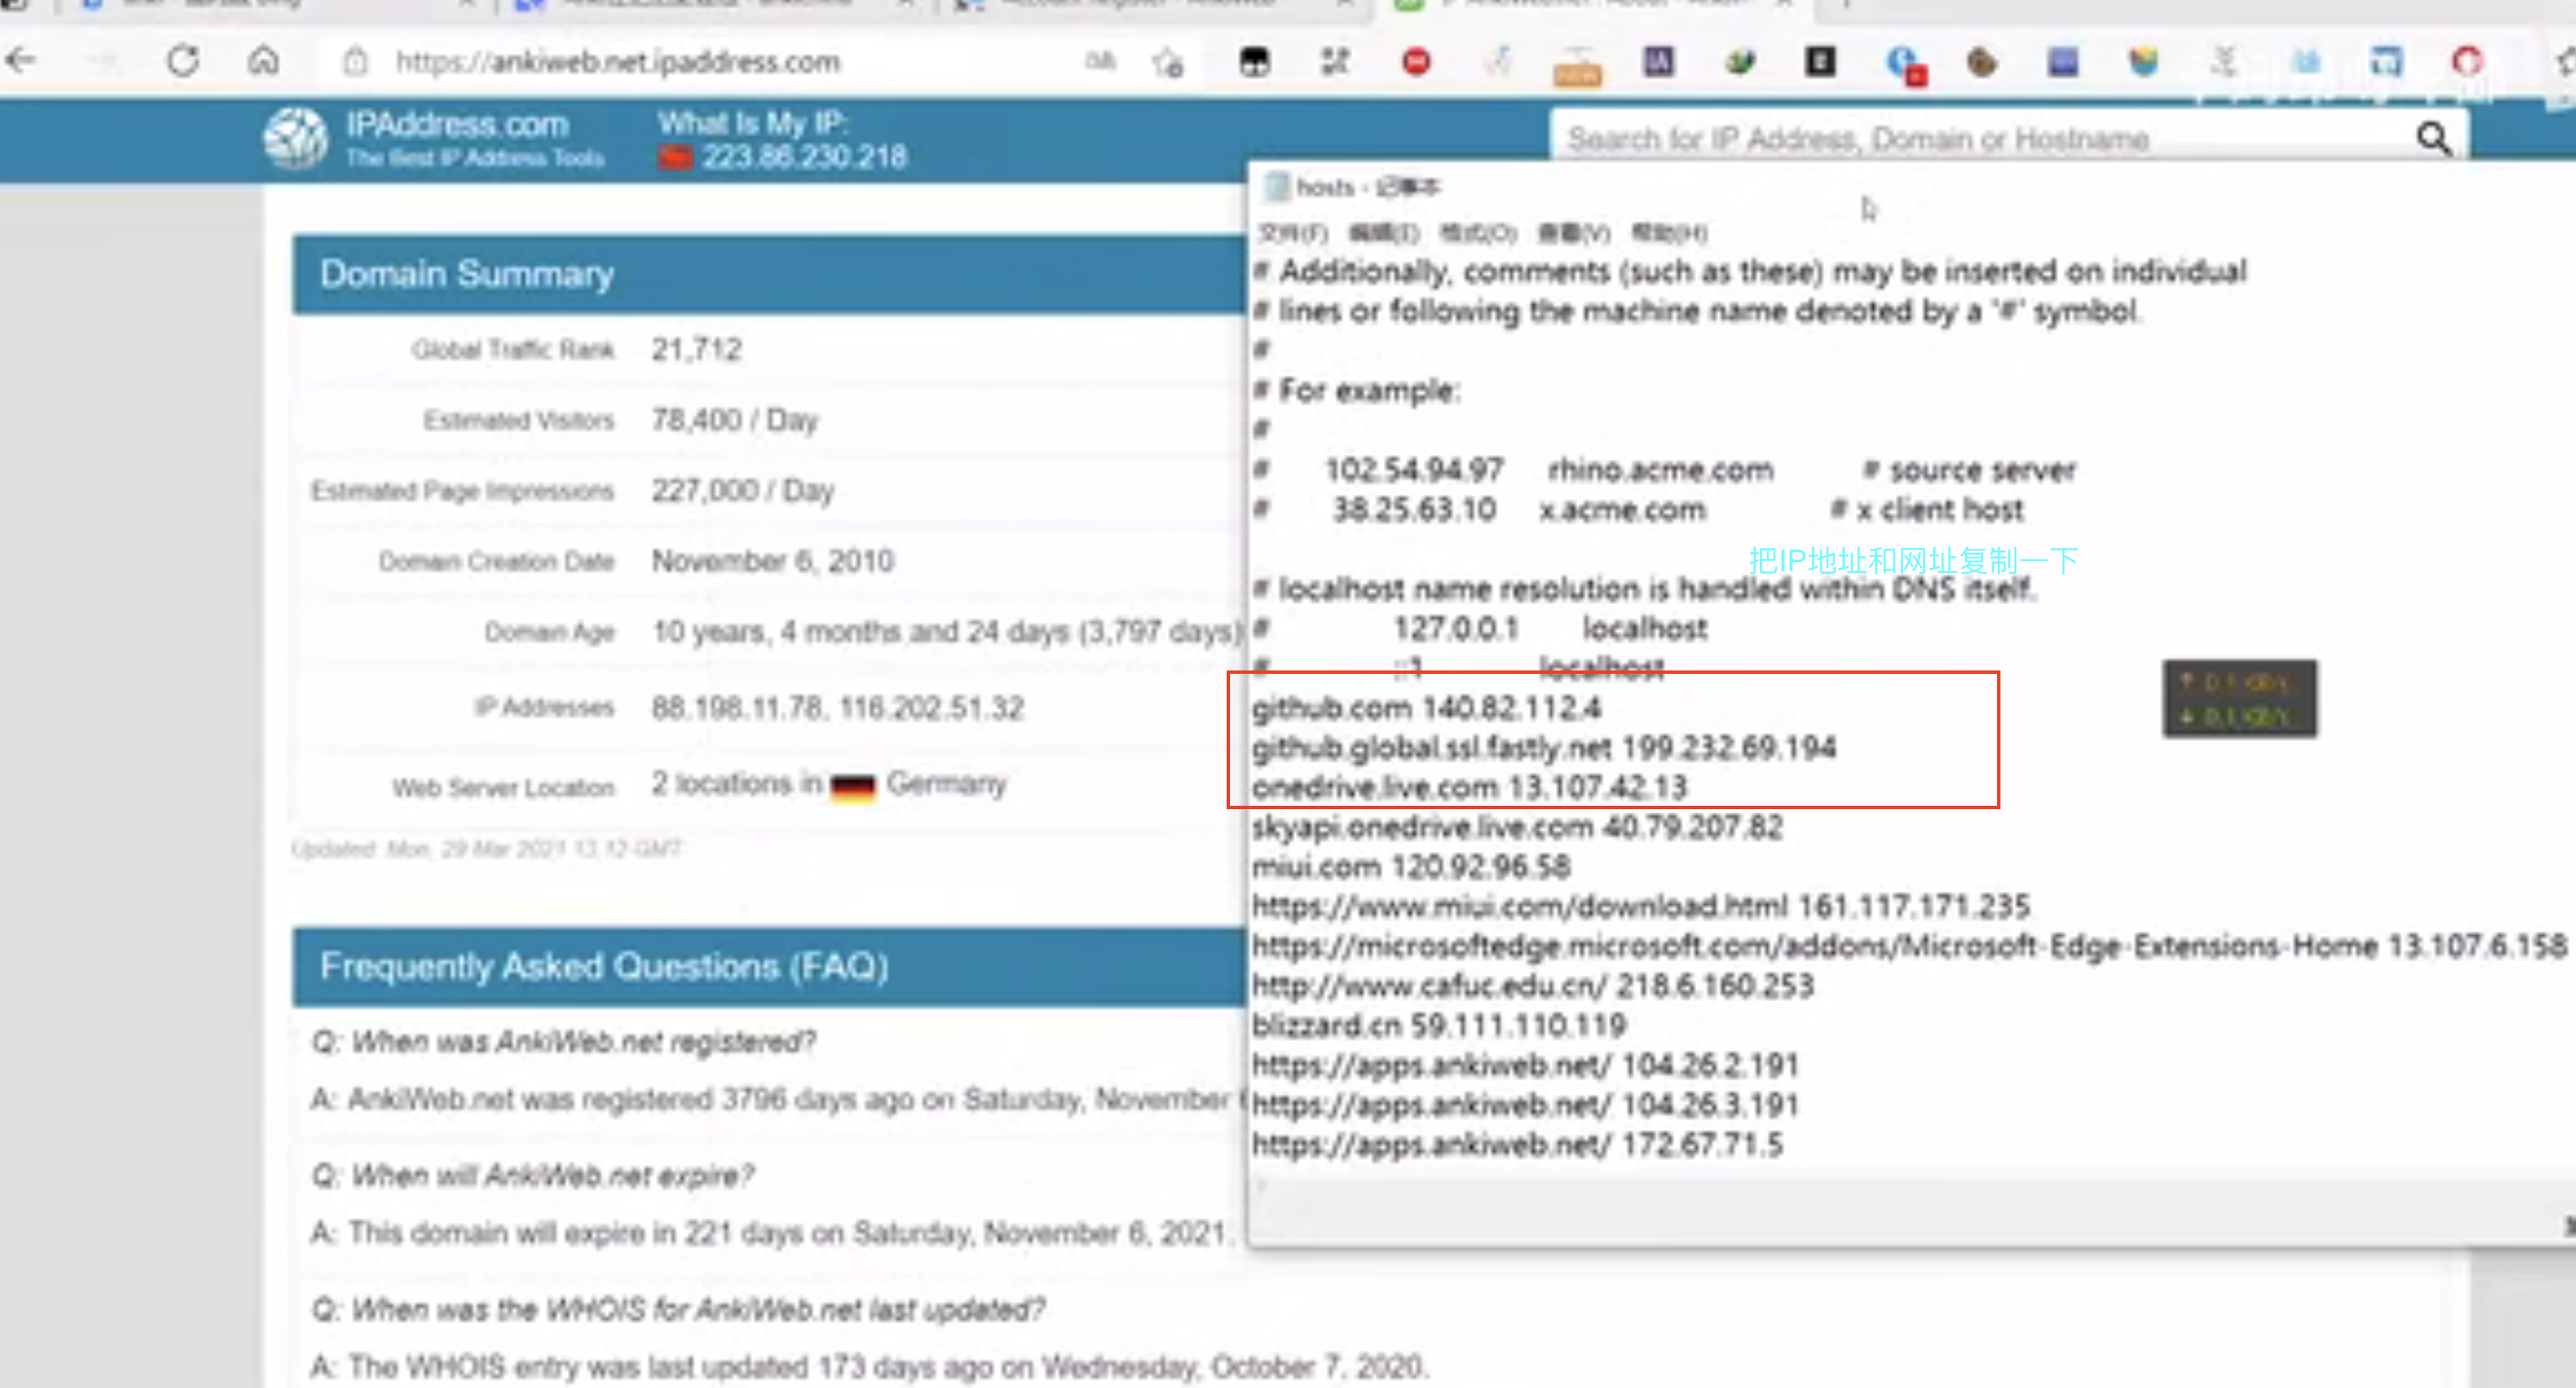 https://ankiweb.net.ipaddress.com
IPAddress.com
The Best IP Address Tools
What Is My IP:
223.86.230.218
Search for IP Address, Domain or Hostname
Domain Summary
Global Traffic Rank 21,712
Estimated Visitors 78,400 / Day
Estimated Page Impressions 227,000 / Day
Domain Creation Date November 6, 2010
Domain Age 10 years, 4 months and 24 days (3,797 days)
IP Addresses 88.198.11.78, 116.202.51.32
Web Server Location 2 locations in Germany
Updated: Mon, 29 Mar 2021 13:12 GMT
Frequently Asked Questions (FAQ)
Q: When was AnkiWeb.net registered?
A: AnkiWeb.net was registered 3796 days ago on Saturday, November
Q: When will AnkiWeb.net expire?
A: This domain will expire in 221 days on Saturday, November 6, 2021.
Q: When was the WHOIS for AnkiWeb.net last updated?
A: The WHOIS entry was last updated 173 days ago on Wednesday, October 7, 2020.
hosts - 记事本
文件(F) 编辑(E) 格式(O) 查看(V) 帮助(H)
# Additionally, comments (such as these) may be inserted on individual
# lines or following the machine name denoted by a '#' symbol.
#
# For example:
#
# 102.54.94.97 rhino.acme.com # source server
# 38.25.63.10 x.acme.com # x client host
把IP地址和网址复制一下
# localhost name resolution is handled within DNS itself.
# 127.0.0.1 localhost
# ::1 localhost
github.com 140.82.112.4
github.global.ssl.fastly.net 199.232.69.194
onedrive.live.com 13.107.42.13
skyapi.onedrive.live.com 40.79.207.82
miui.com 120.92.96.58
https://www.miui.com/download.html 161.117.171.235
https://microsoftedge.microsoft.com/addons/Microsoft-Edge-Extensions-Home 13.107.6.158
http://www.cafuc.edu.cn/ 218.6.160.253
blizzard.cn 59.111.110.119
https://apps.ankiweb.net/ 104.26.2.191
https://apps.ankiweb.net/ 104.26.3.191
https://apps.ankiweb.net/ 172.67.71.5